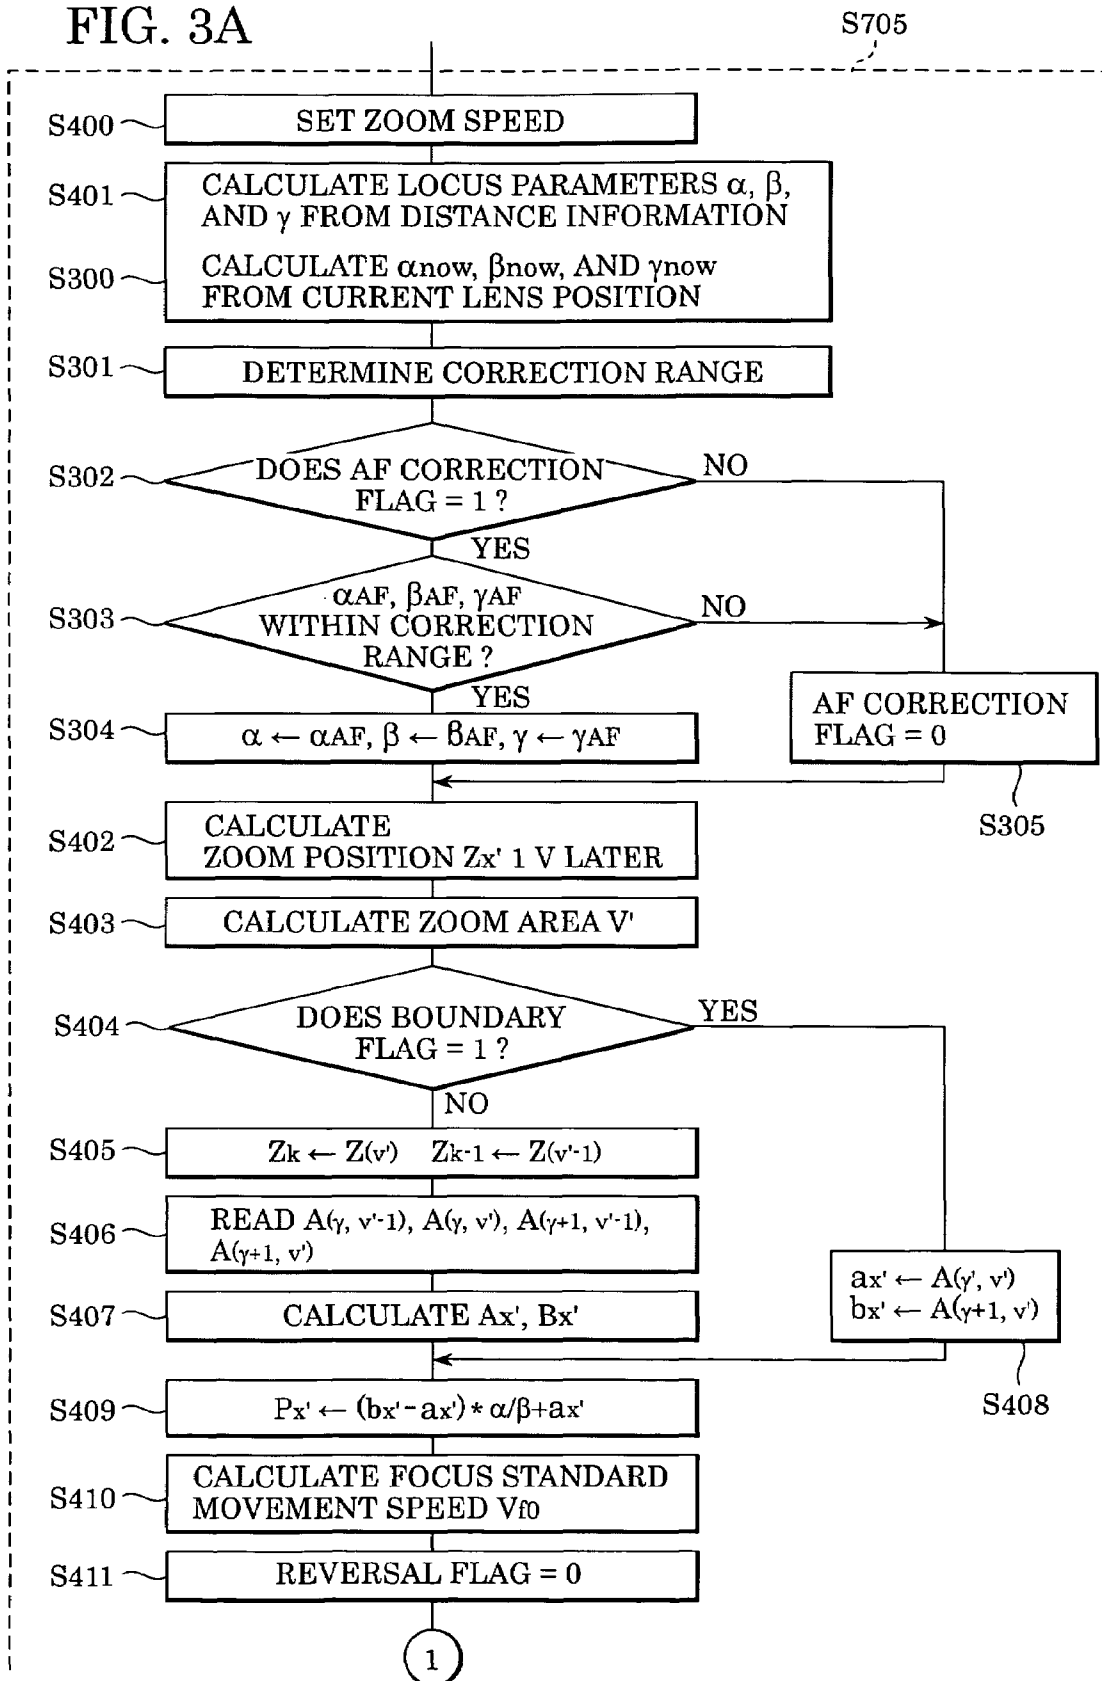 FIG. 3A
S705
S400
SET ZOOM SPEED
S401
CALCULATE LOCUS PARAMETERS α, β,
AND γ FROM DISTANCE INFORMATION
S300
CALCULATE αnow, βnow, AND γnow
FROM CURRENT LENS POSITION
S301
DETERMINE CORRECTION RANGE
S302
DOES AF CORRECTION
FLAG = 1 ?
NO
YES
S303
αAF, βAF, γAF
WITHIN CORRECTION
RANGE ?
NO
YES
S304
α ← αAF, β ← βAF, γ ← γAF
AF CORRECTION
FLAG = 0
S305
S402
CALCULATE
ZOOM POSITION Zx' 1 V LATER
S403
CALCULATE ZOOM AREA V'
S404
DOES BOUNDARY
FLAG = 1 ?
YES
NO
S405
Zk ← Z(v') Zk-1 ← Z(v'-1)
S406
READ A(γ, v'-1), A(γ, v'), A(γ+1, v'-1),
A(γ+1, v')
S407
CALCULATE Ax', Bx'
ax' ← A(γ', v')
bx' ← A(γ+1, v')
S408
S409
Px' ← (bx'-ax') * α/β+ax'
S410
CALCULATE FOCUS STANDARD
MOVEMENT SPEED Vf0
S411
REVERSAL FLAG = 0
1